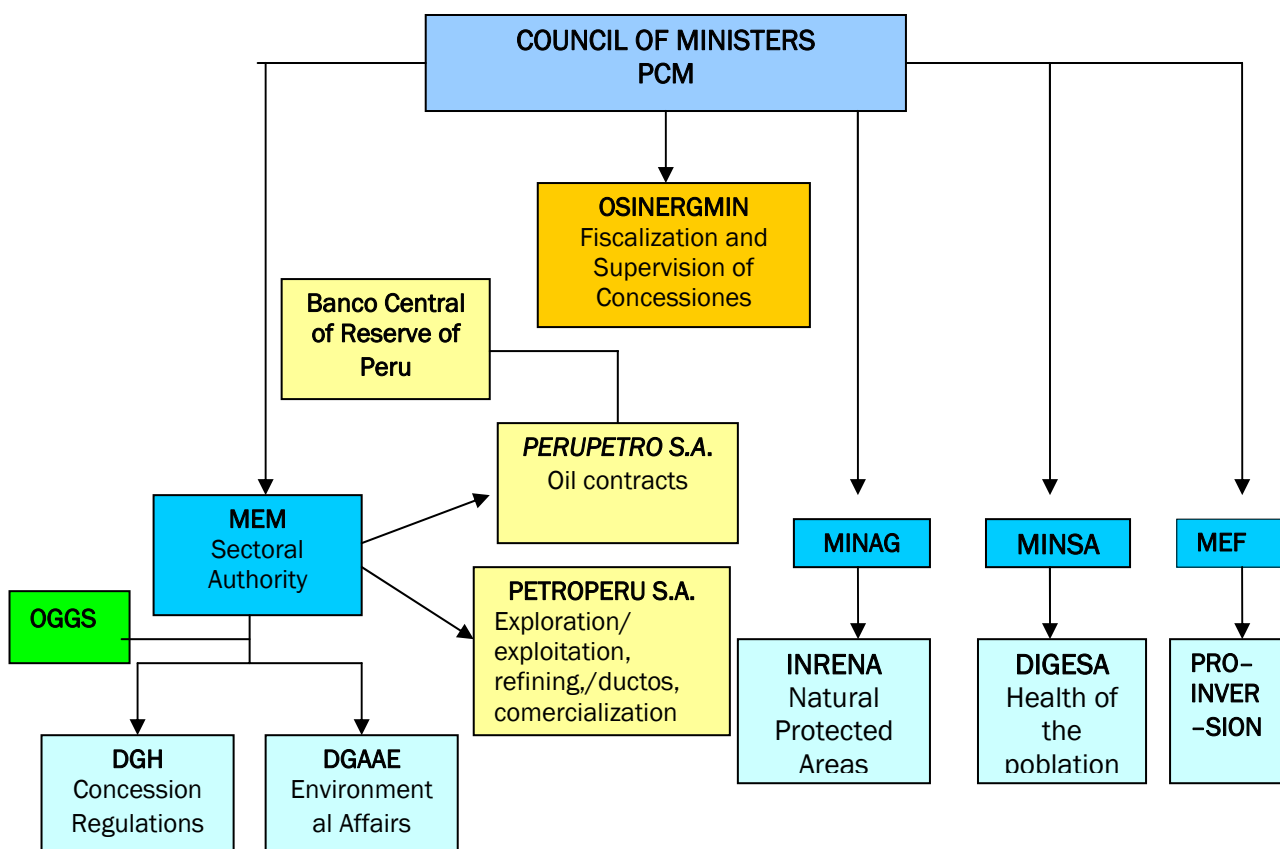 COUNCIL OF MINISTERS
PCM
OSINERGMIN
Fiscalization and
Supervision of
Concessiones
Banco Central
of Reserve of
Peru
PERUPETRO S.A.
Oil contracts
MEM
Sectoral
Authority
MINAG
MINSA
MEF
PETROPERU S.A.
Exploration/
exploitation,
refining,/ductos,
comercialization
OGGS
INRENA
Natural
Protected
Areas
DIGESA
Health of
the
poblation
PRO–
INVER
–SION
DGH
Concession
Regulations
DGAAE
Environment
al Affairs